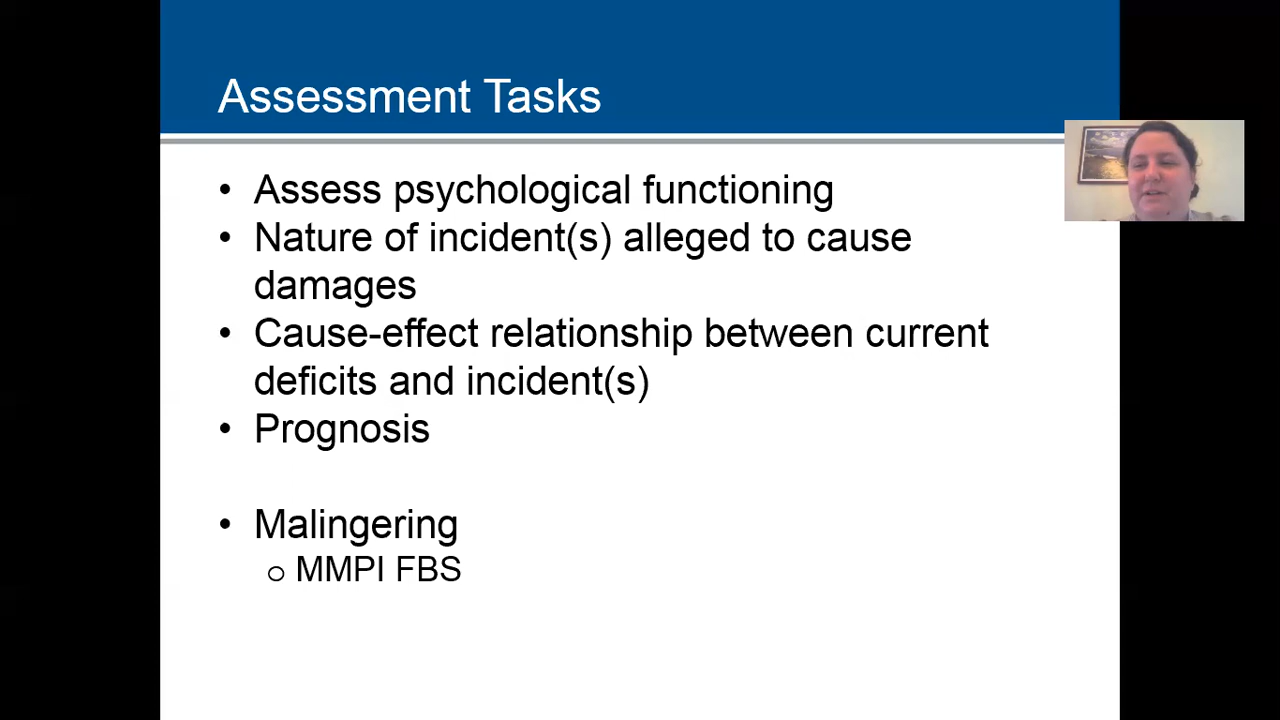 Assessment Tasks
• Assess psychological functioning
• Nature of incident(s) alleged to cause
damages
• Cause-effect relationship between current
deficits and incident(s)
• Prognosis
• Malingering
o MMPI FBS